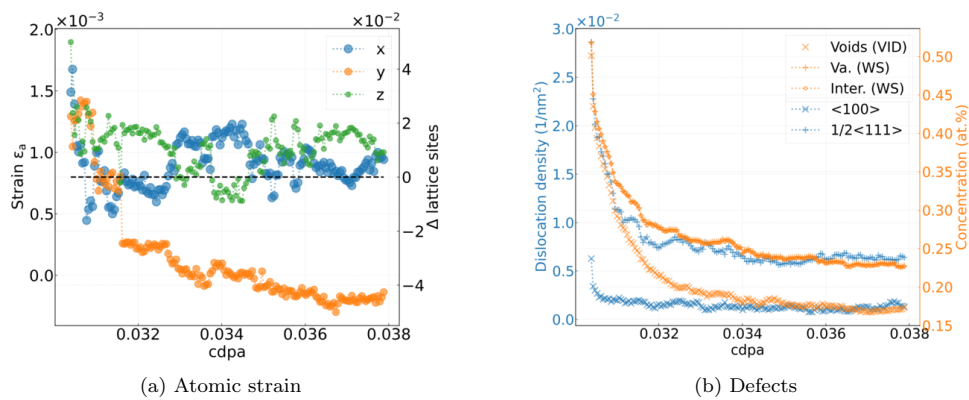 ×10⁻³
×10⁻²
2.0
1.5
1.0
0.5
0.0
Strain εₐ
x
y
z
4
2
0
−2
−4
Δ lattice sites
0.032
0.034
0.036
0.038
cdpa
(a) Atomic strain
×10⁻²
3.0
2.5
2.0
1.5
1.0
0.5
0.0
Dislocation density (1/nm²)
Voids (VID)
Va. (WS)
Inter. (WS)
<100>
1/2<111>
0.50
0.45
0.40
0.35
0.30
0.25
0.20
0.15
Concentration (at.%)
0.032
0.034
0.036
0.038
cdpa
(b) Defects